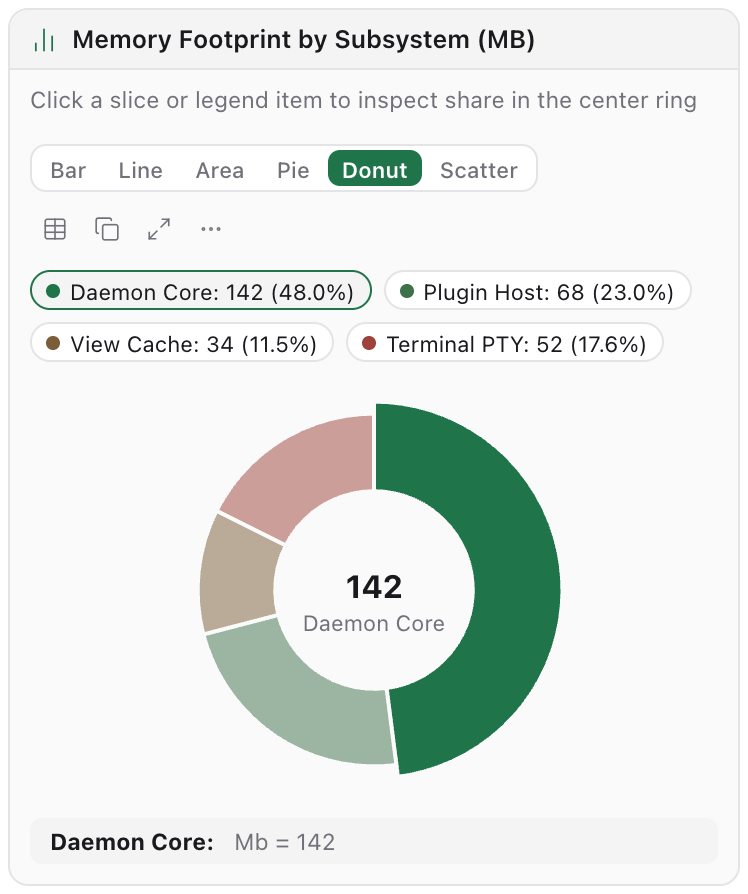 Memory Footprint by Subsystem (MB)
Click a slice or legend item to inspect share in the center ring
Bar Line Area Pie Donut Scatter
Daemon Core: 142 (48.0%) Plugin Host: 68 (23.0%)
View Cache: 34 (11.5%) Terminal PTY: 52 (17.6%)
142
Daemon Core
Daemon Core: Mb = 142